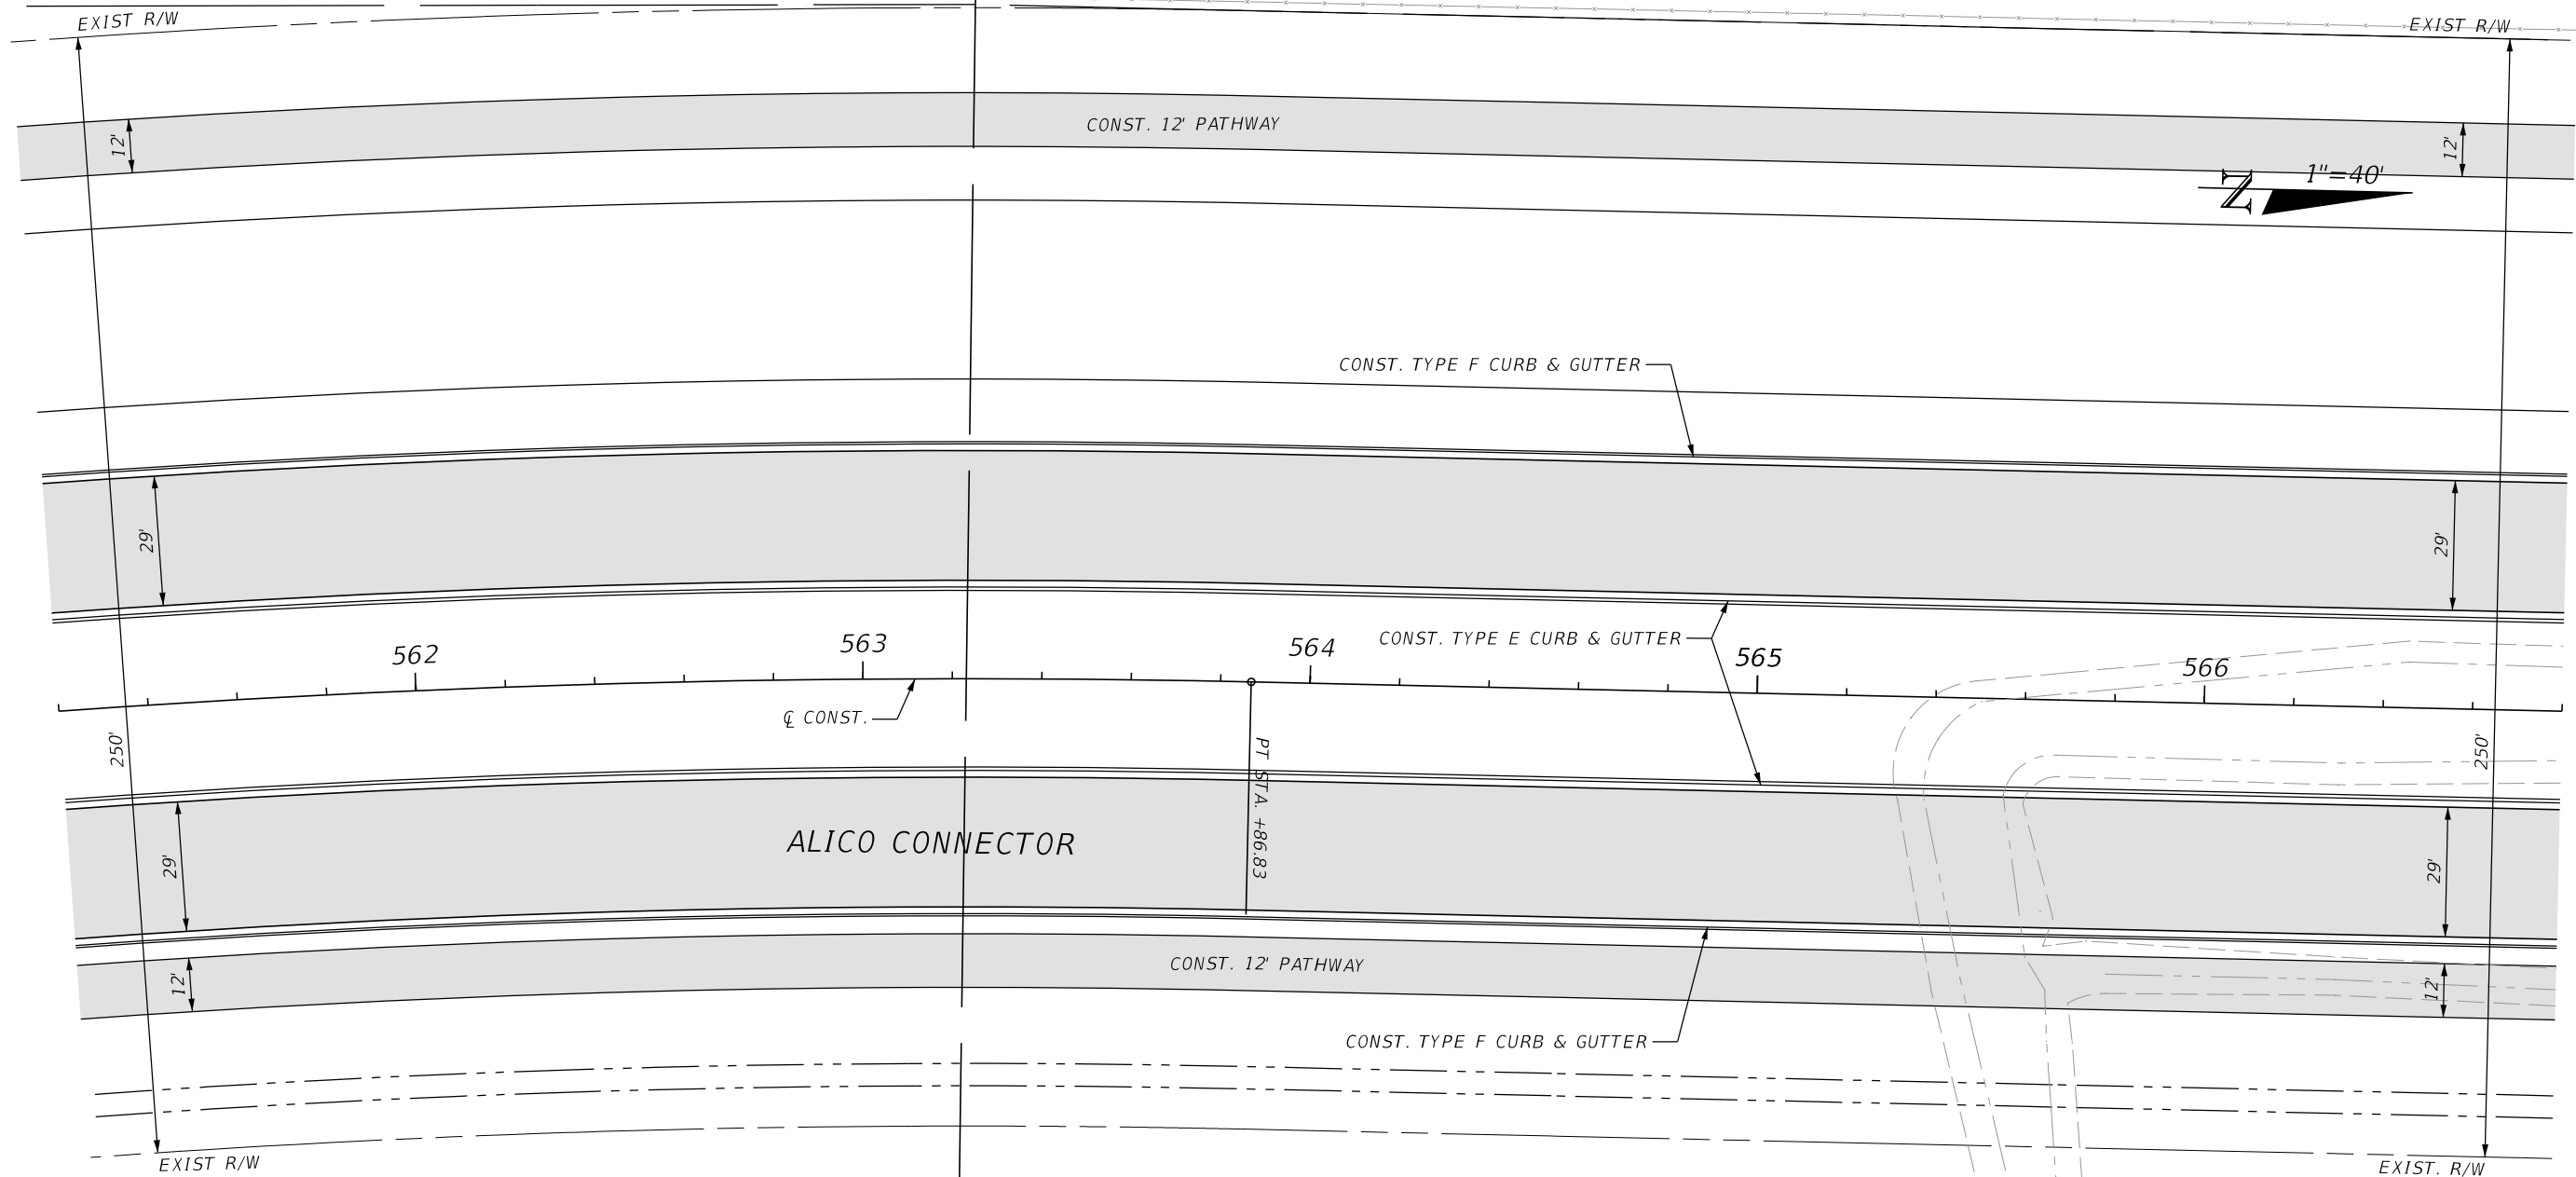 EXIST R/W
EXIST R/W
CONST. 12' PATHWAY
12'
12'
N
1"=40'
CONST. TYPE F CURB & GUTTER
29'
29'
562
563
564
565
566
CONST. TYPE E CURB & GUTTER
℄ CONST.
250'
250'
PT STA. +86.83
ALICO CONNECTOR
29'
29'
CONST. 12' PATHWAY
12'
12'
CONST. TYPE F CURB & GUTTER
EXIST R/W
EXIST. R/W